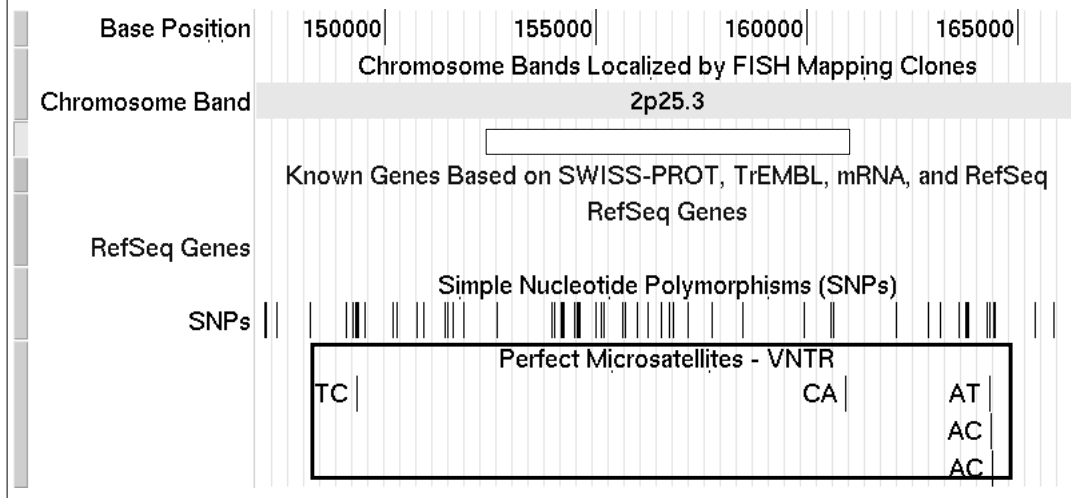 Base Position 150000 155000 160000 165000
Chromosome Bands Localized by FISH Mapping Clones
Chromosome Band 2p25.3
Known Genes Based on SWISS-PROT, TrEMBL, mRNA, and RefSeq
RefSeq Genes
RefSeq Genes
Simple Nucleotide Polymorphisms (SNPs)
SNPs
Perfect Microsatellites - VNTR
TC CA AT
AC
AC